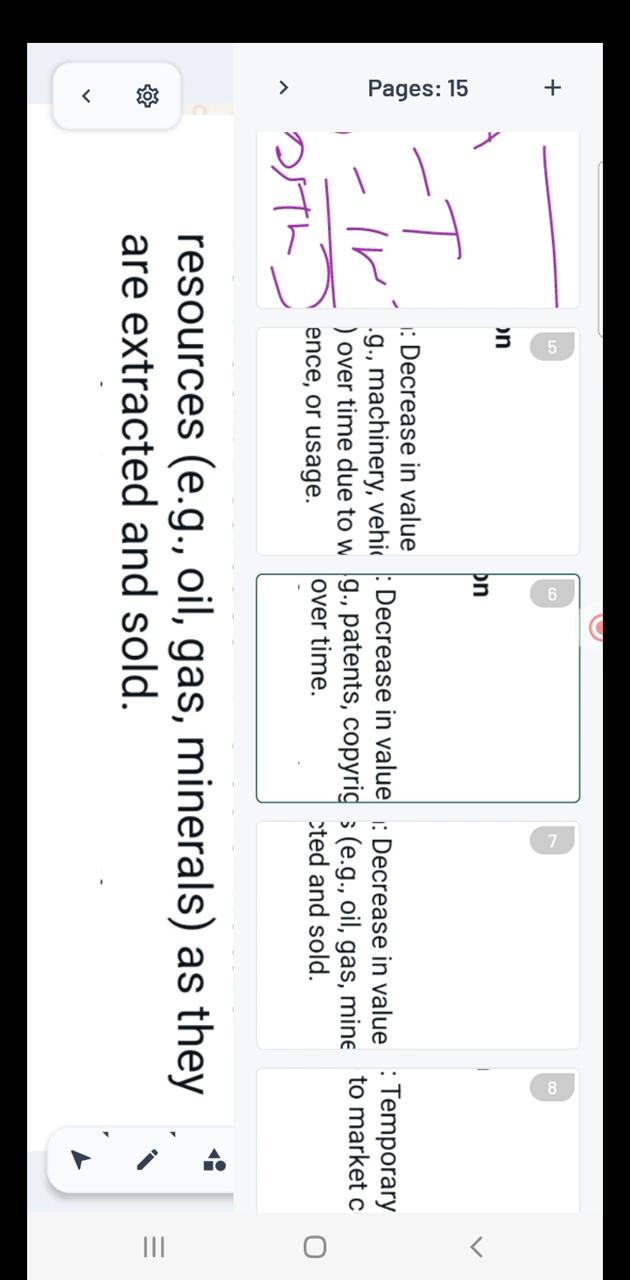 resources (e.g., oil, gas, minerals) as they
are extracted and sold.
Pages: 15
5
on
: Decrease in value
.g., machinery, vehic
) over time due to w
ence, or usage.
6
on
: Decrease in value
g., patents, copyrig
over time.
7
: Decrease in value
s (e.g., oil, gas, mine
cted and sold.
8
: Temporary
to market c